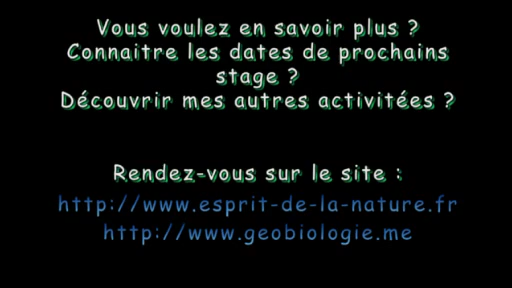 Vous voulez en savoir plus ?
Connaitre les dates de prochains
stage ?
Découvrir mes autres activitées ?
Rendez-vous sur le site :
http://www.esprit-de-la-nature.fr
http://www.geobiologie.me